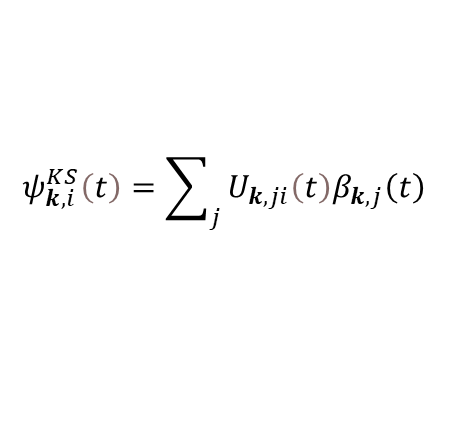 ψ^{KS}_{𝒌,i}(t) = ∑_j U_{𝒌,ji}(t)β_{𝒌,j}(t)